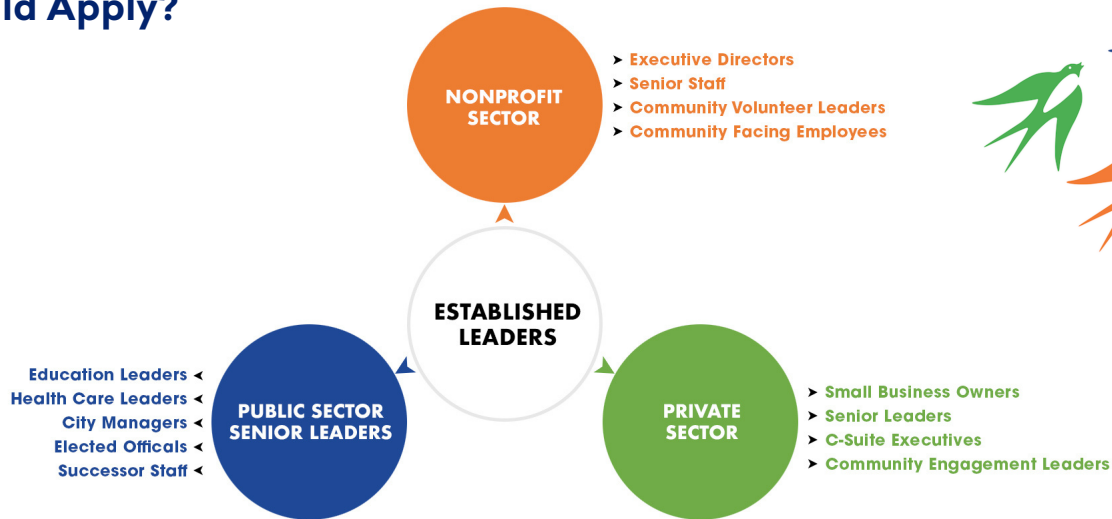 Apply?
NONPROFIT
SECTOR
Executive Directors
Senior Staff
Community Volunteer Leaders
Community Facing Employees
ESTABLISHED
LEADERS
Education Leaders
Health Care Leaders
City Managers
Elected Officals
Successor Staff
PUBLIC SECTOR
SENIOR LEADERS
PRIVATE
SECTOR
Small Business Owners
Senior Leaders
C-Suite Executives
Community Engagement Leaders